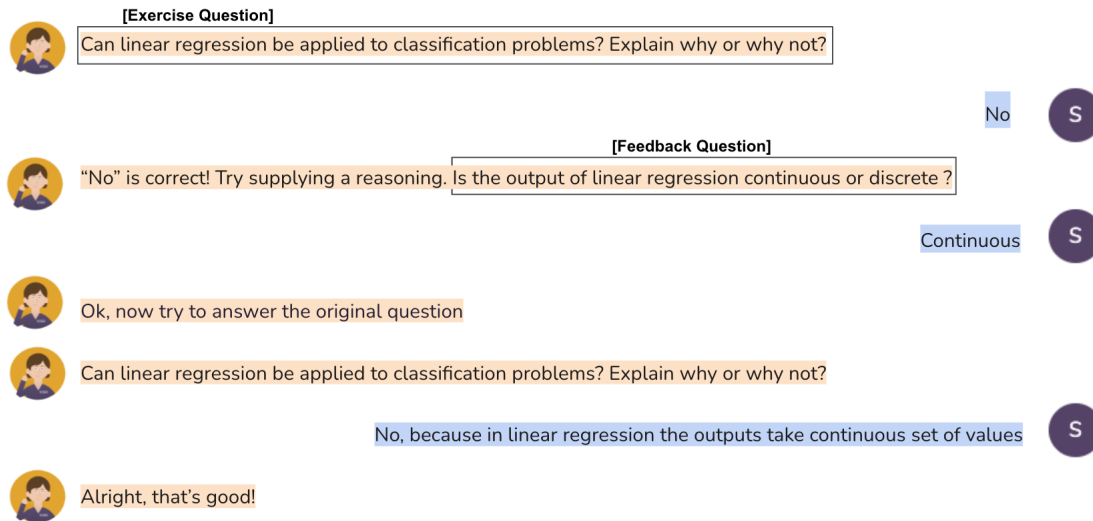 [Exercise Question]
Can linear regression be applied to classification problems? Explain why or why not?
No
S
[Feedback Question]
“No” is correct! Try supplying a reasoning. Is the output of linear regression continuous or discrete ?
Continuous
S
Ok, now try to answer the original question
Can linear regression be applied to classification problems? Explain why or why not?
No, because in linear regression the outputs take continuous set of values
S
Alright, that’s good!